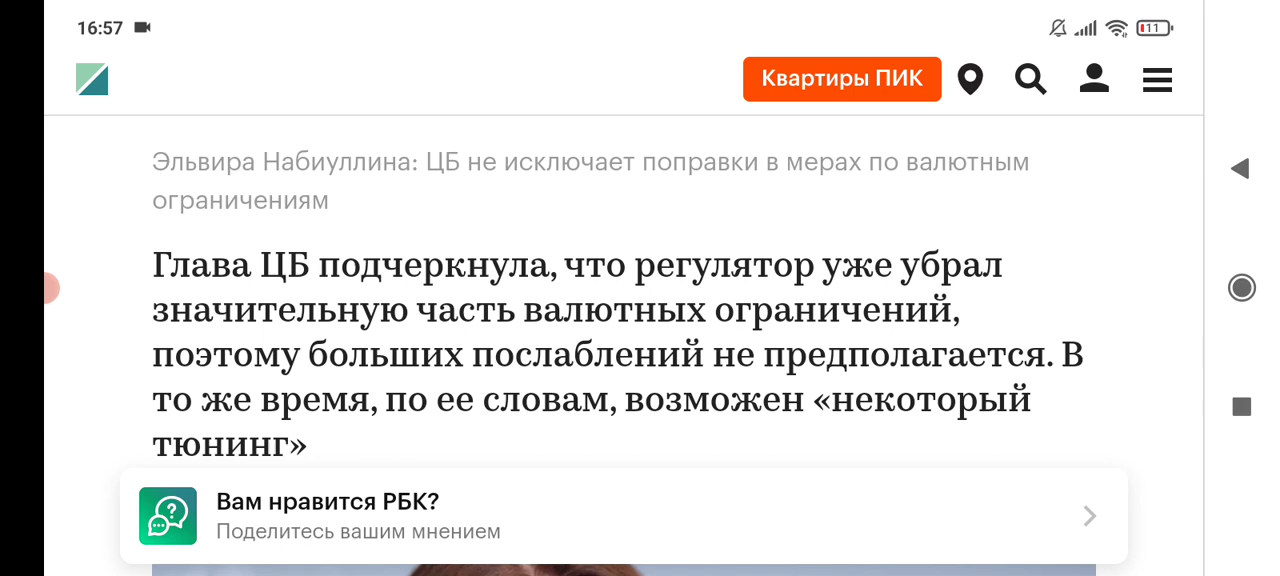 16:57
11
Квартиры ПИК
Эльвира Набиуллина: ЦБ не исключает поправки в мерах по валютным
ограничениям
Глава ЦБ подчеркнула, что регулятор уже убрал
значительную часть валютных ограничений,
поэтому больших послаблений не предполагается. В
то же время, по ее словам, возможен «некоторый
тюнинг»
Вам нравится РБК?
Поделитесь вашим мнением